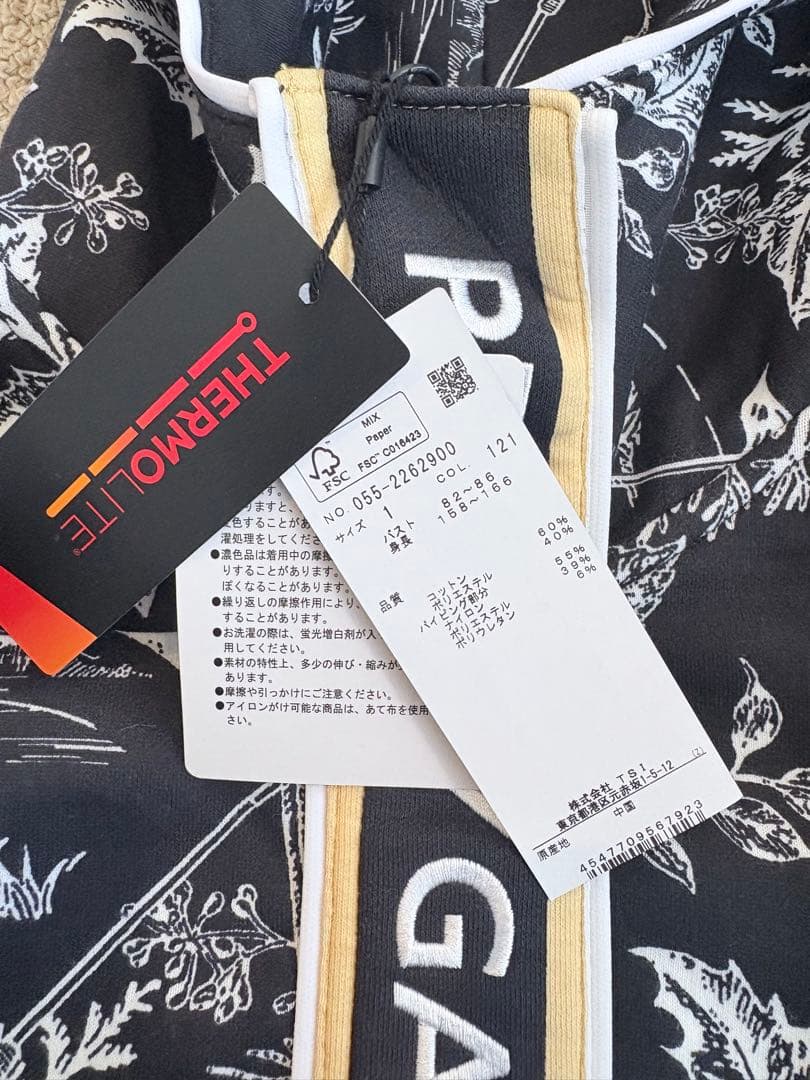 P
THERMOLITE®
MIX
Paper
FSC™ C016423
FSC
NO. 055-2262900
COL. 121
サイズ 1
バスト 82~86
身長 158~166
品質 コットン 60%
ポリエステル 40%
パイピング部分
ナイロン 55%
ポリエステル 39%
ポリウレタン 6%
(Z)
株式会社 TSI
東京都港区元赤坂1-5-12
原産地 中国
4547709567923
ます。
ありますと、
変色することがあ
濯処理をしてくださ
●濃色品は着用中の摩擦
りすることがあります。
ぽくなることがあります。
●繰り返しの摩擦作用により、
することがあります。
●お洗濯の際は、蛍光増白剤が入
用してください。
●素材の特性上、多少の伸び・縮みが
あります。
●摩擦や引っかけにご注意ください。
●アイロンがけ可能な商品は、あて布を使用
さい。
GA